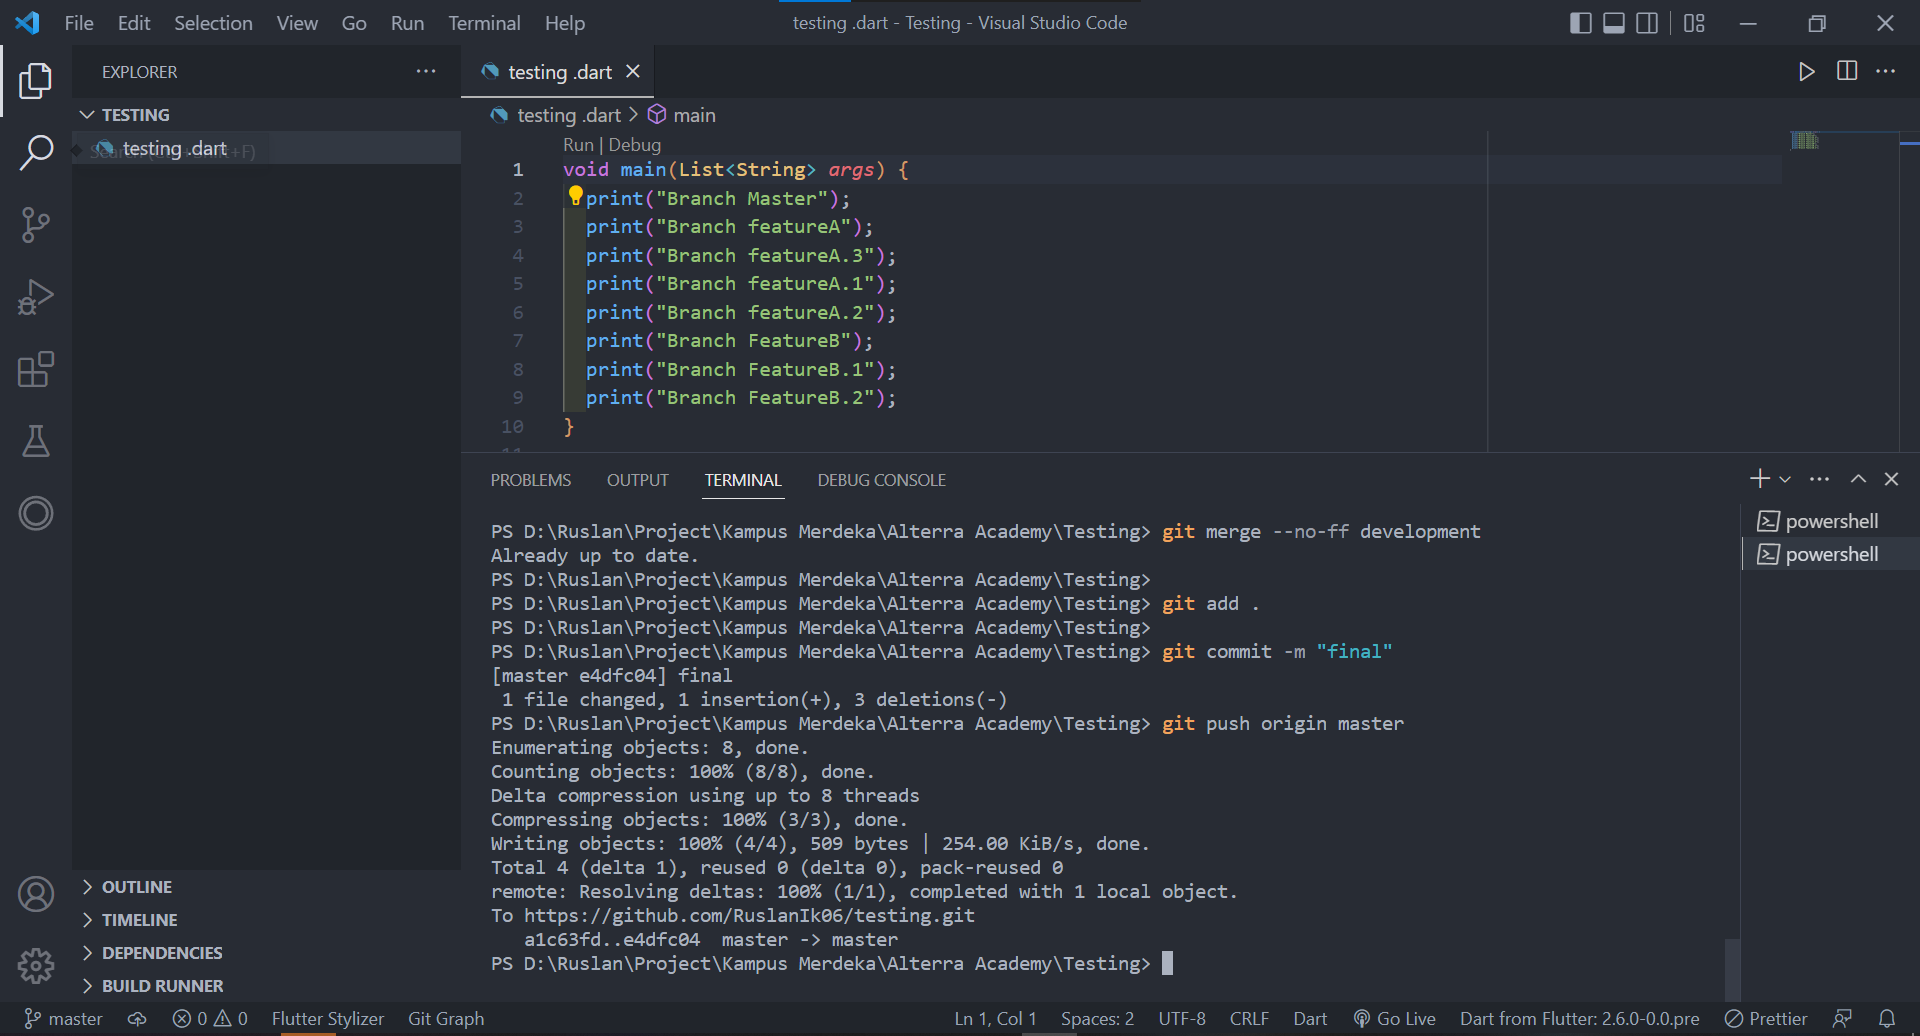 File Edit Selection View Go Run Terminal Help
testing .dart - Testing - Visual Studio Code
EXPLORER
TESTING
testing .dart
testing .dart
testing .dart > main
Run | Debug
1 void main(List<String> args) {
2 print("Branch Master");
3 print("Branch featureA");
4 print("Branch featureA.3");
5 print("Branch featureA.1");
6 print("Branch featureA.2");
7 print("Branch FeatureB");
8 print("Branch FeatureB.1");
9 print("Branch FeatureB.2");
10 }
PROBLEMS OUTPUT TERMINAL DEBUG CONSOLE
powershell
powershell
PS D:\Ruslan\Project\Kampus Merdeka\Alterra Academy\Testing> git merge --no-ff development
Already up to date.
PS D:\Ruslan\Project\Kampus Merdeka\Alterra Academy\Testing>
PS D:\Ruslan\Project\Kampus Merdeka\Alterra Academy\Testing> git add .
PS D:\Ruslan\Project\Kampus Merdeka\Alterra Academy\Testing>
PS D:\Ruslan\Project\Kampus Merdeka\Alterra Academy\Testing> git commit -m "final"
[master e4dfc04] final
1 file changed, 1 insertion(+), 3 deletions(-)
PS D:\Ruslan\Project\Kampus Merdeka\Alterra Academy\Testing> git push origin master
Enumerating objects: 8, done.
Counting objects: 100% (8/8), done.
Delta compression using up to 8 threads
Compressing objects: 100% (3/3), done.
Writing objects: 100% (4/4), 509 bytes | 254.00 KiB/s, done.
Total 4 (delta 1), reused 0 (delta 0), pack-reused 0
remote: Resolving deltas: 100% (1/1), completed with 1 local object.
To https://github.com/RuslanIk06/testing.git
a1c63fd..e4dfc04 master -> master
PS D:\Ruslan\Project\Kampus Merdeka\Alterra Academy\Testing>
OUTLINE
TIMELINE
DEPENDENCIES
BUILD RUNNER
master 0 0 Flutter Stylizer Git Graph Ln 1, Col 1 Spaces: 2 UTF-8 CRLF Dart Go Live Dart from Flutter: 2.6.0-0.0.pre Prettier